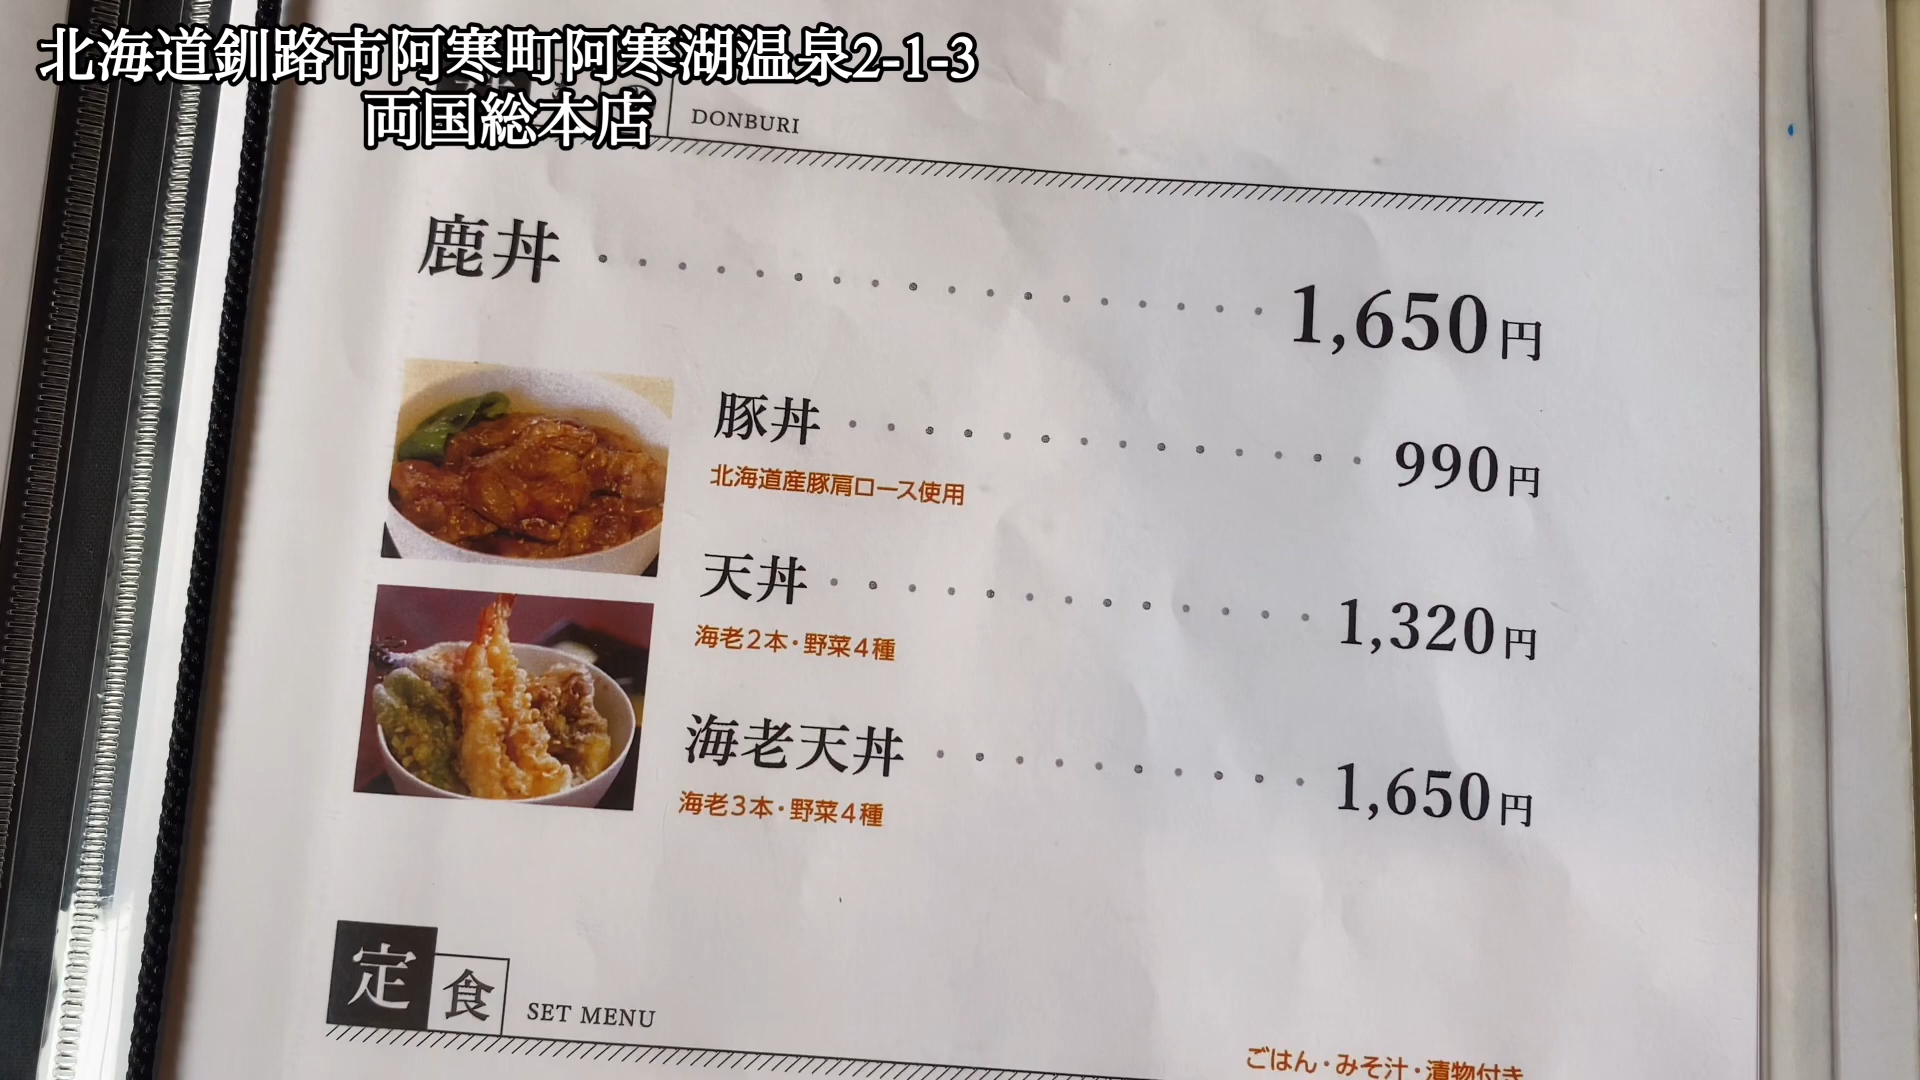 北海道釧路市阿寒町阿寒湖温泉2-1-3
両国総本店
DONBURI
鹿丼 1,650円
豚丼 990円
北海道産豚肩ロース使用
天丼 1,320円
海老2本・野菜4種
海老天丼 1,650円
海老3本・野菜4種
定食 SET MENU
ごはん・みそ汁・漬物付き